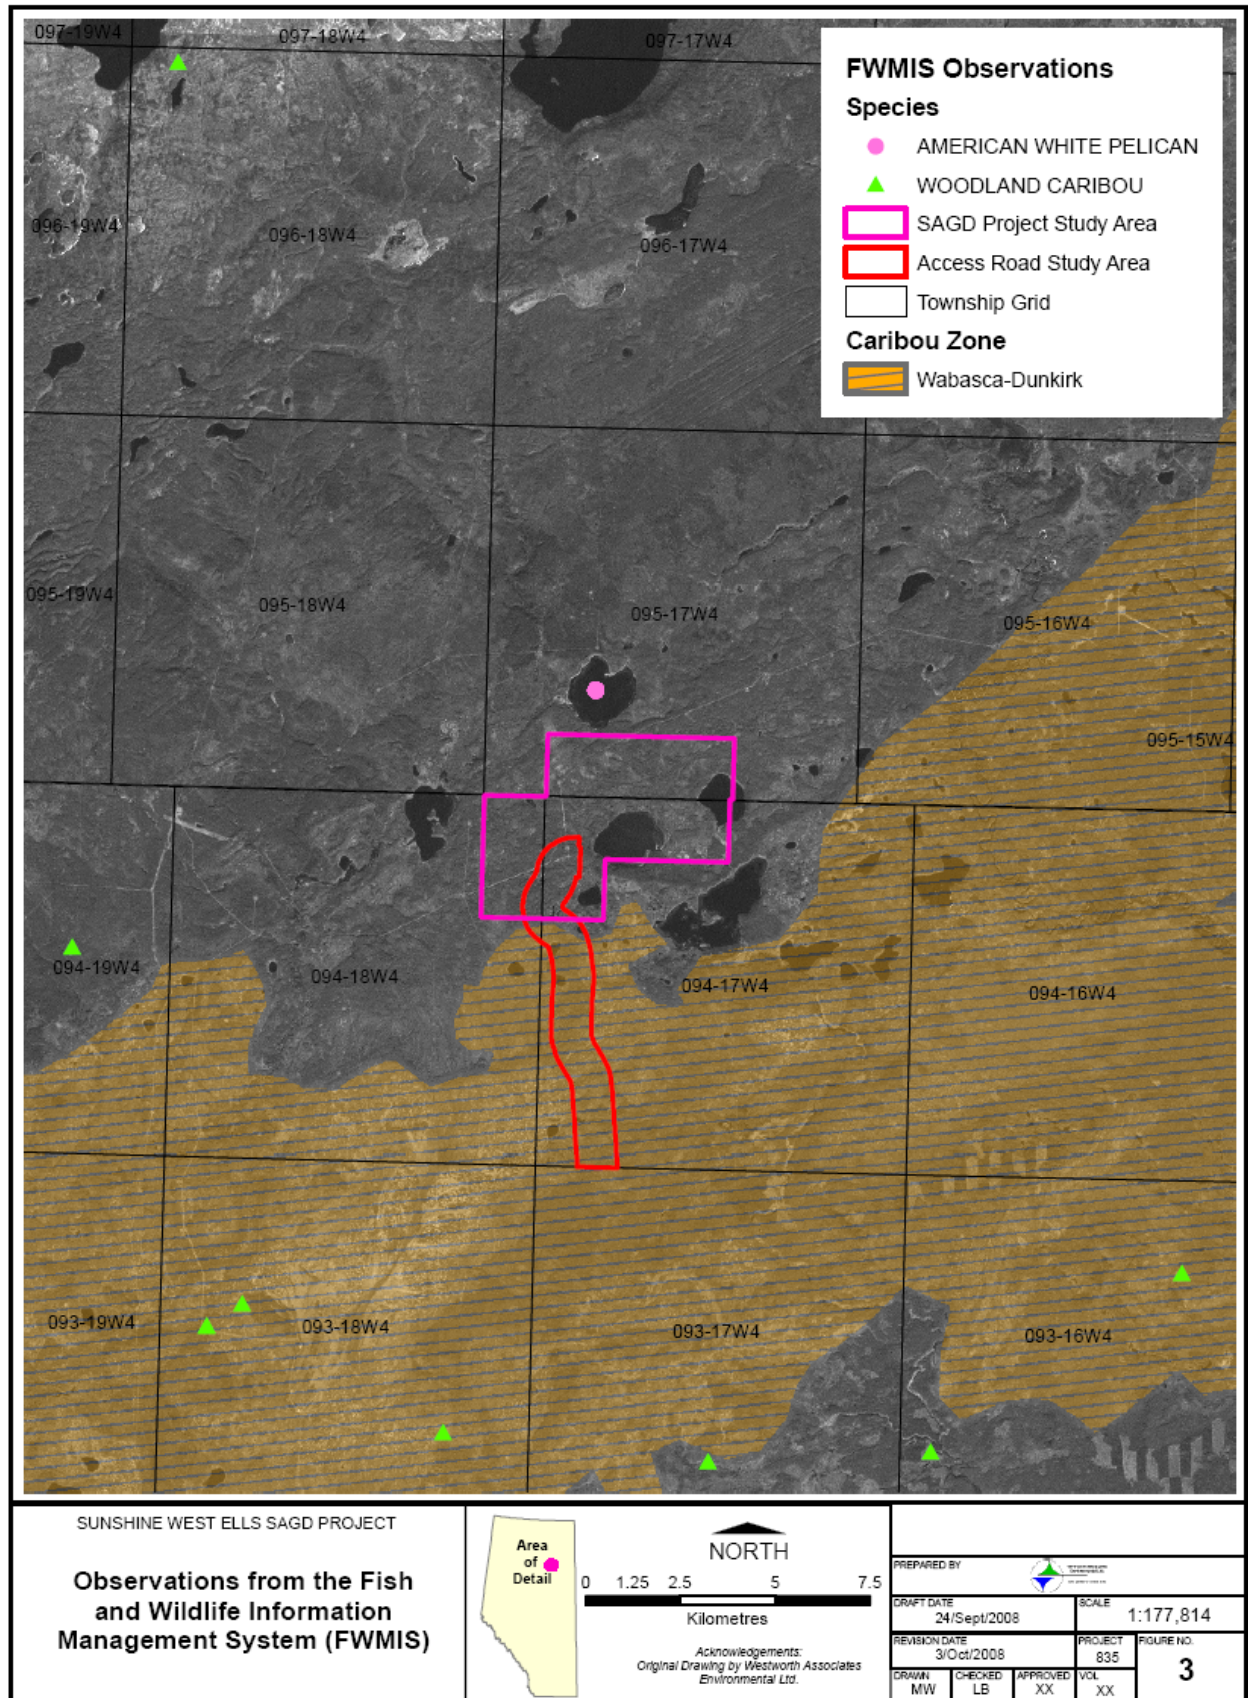 097-19W4
097-18W4
097-17W4
FWMIS Observations
Species
AMERICAN WHITE PELICAN
WOODLAND CARIBOU
SAGD Project Study Area
Access Road Study Area
Township Grid
Caribou Zone
Wabasca-Dunkirk
096-19W4
096-18W4
096-17W4
095-19W4
095-18W4
095-17W4
095-16W4
095-15W4
094-19W4
094-18W4
094-17W4
094-16W4
093-19W4
093-18W4
093-17W4
093-16W4
SUNSHINE WEST ELLS SAGD PROJECT
Observations from the Fish
and Wildlife Information
Management System (FWMIS)
Area
of
Detail
NORTH
0 1.25 2.5 5 7.5
Kilometres
Acknowledgements:
Original Drawing by Westworth Associates
Environmental Ltd.
PREPARED BY
DRAFT DATE
24/Sept/2008
SCALE
1:177,814
REVISION DATE
3/Oct/2008
PROJECT
835
FIGURE NO.
3
DRAWN
MW
CHECKED
LB
APPROVED
XX
VOL
XX